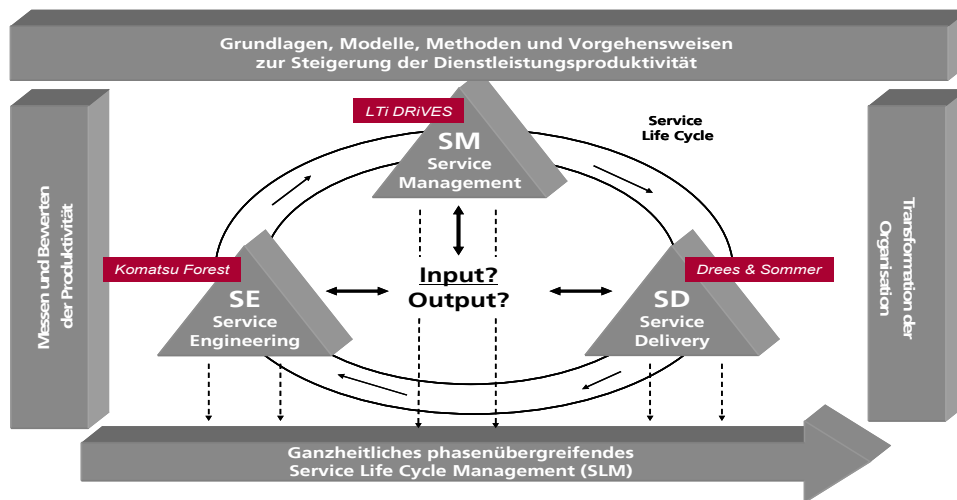 Grundlagen, Modelle, Methoden und Vorgehensweisen
zur Steigerung der Dienstleistungsproduktivität
Messen und Bewerten
der Produktivität
LTi DRiVES
SM
Service
Management
Service
Life Cycle
Komatsu Forest
SE
Service
Engineering
Input?
Output?
Drees & Sommer
SD
Service
Delivery
Transformation der
Organisation
Ganzheitliches phasenübergreifendes
Service Life Cycle Management (SLM)